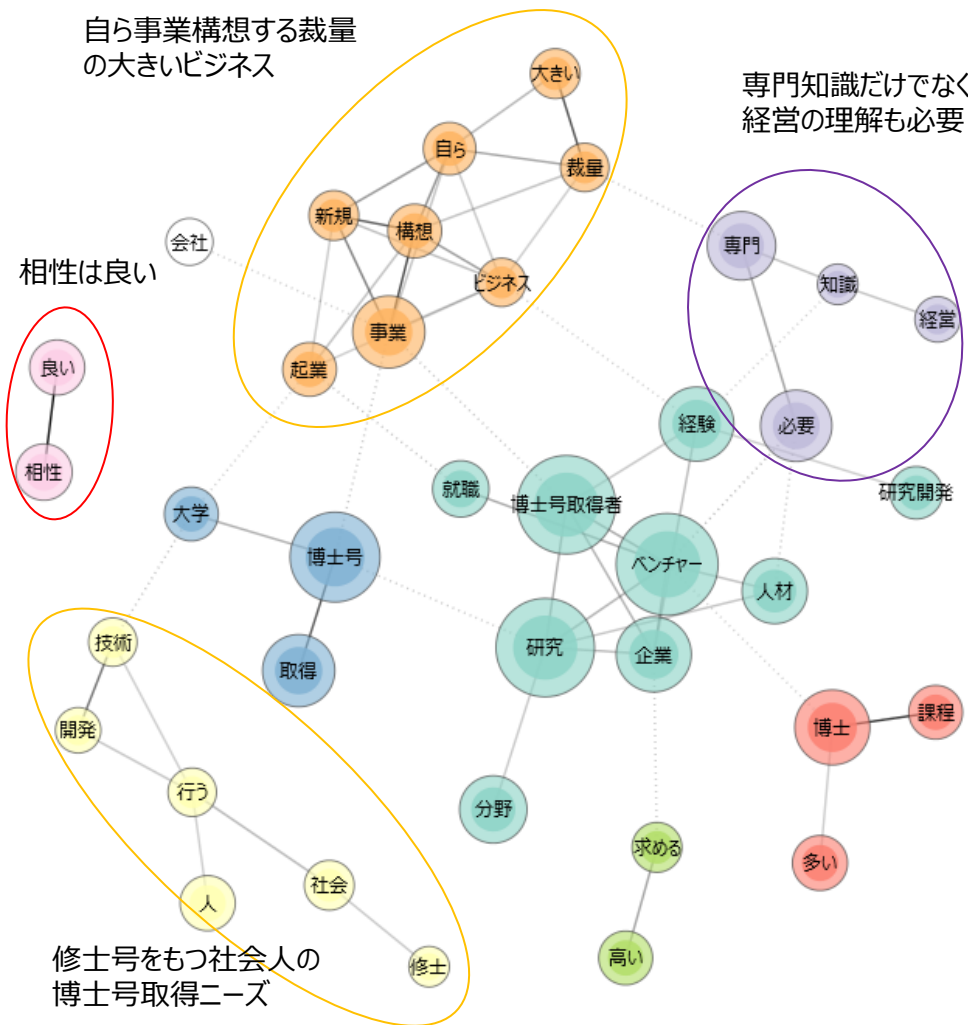 自ら事業構想する裁量
の大きいビジネス
専門知識だけでなく
経営の理解も必要
大きい
自ら
裁量
新規
構想
会社
専門
相性は良い
知識
ビジネス
経営
事業
良い
起業
経験
必要
相性
就職
博士号取得者
研究開発
大学
博士号
ベンチャー
人材
技術
研究
企業
取得
開発
博士
課程
行う
分野
求める
多い
社会
人
高い
修士
修士号をもつ社会人の
博士号取得ニーズ